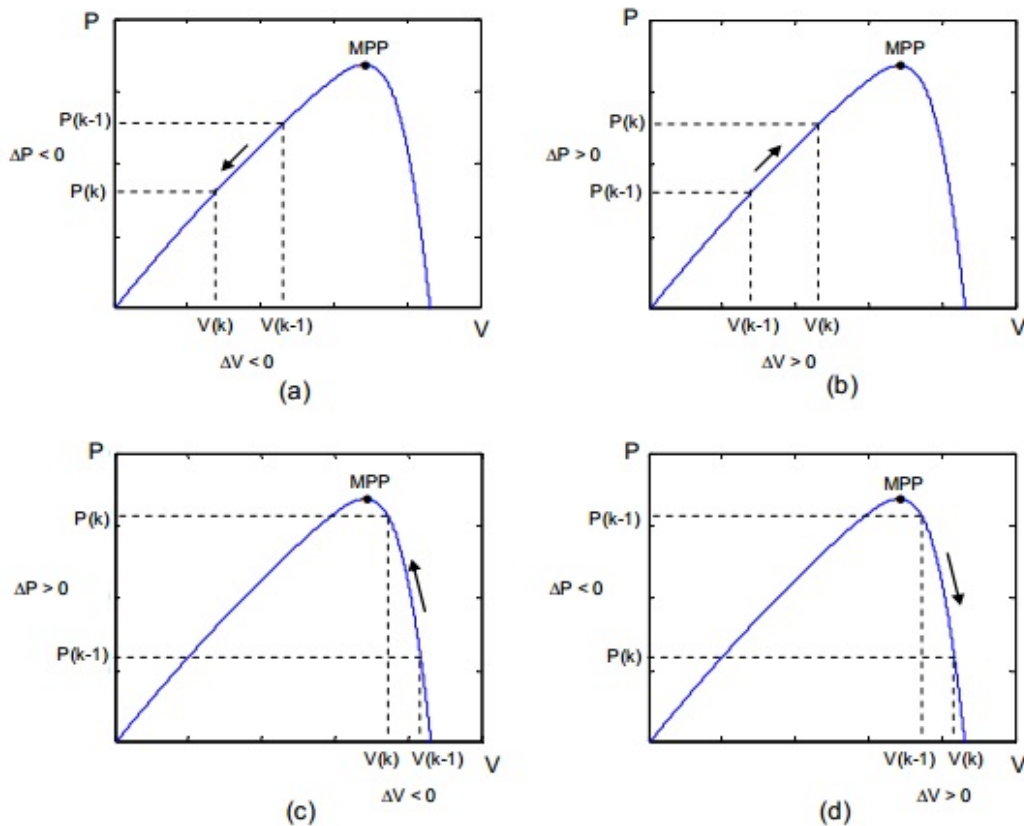 P
MPP
P(k-1)
ΔP < 0
P(k)
V(k) V(k-1) V
ΔV < 0
(a)
P
MPP
P(k)
ΔP > 0
P(k-1)
V(k-1) V(k) V
ΔV > 0
(b)
P
MPP
P(k)
ΔP > 0
P(k-1)
V(k) V(k-1) V
ΔV < 0
(c)
P
MPP
P(k-1)
ΔP < 0
P(k)
V(k-1) V(k) V
ΔV > 0
(d)